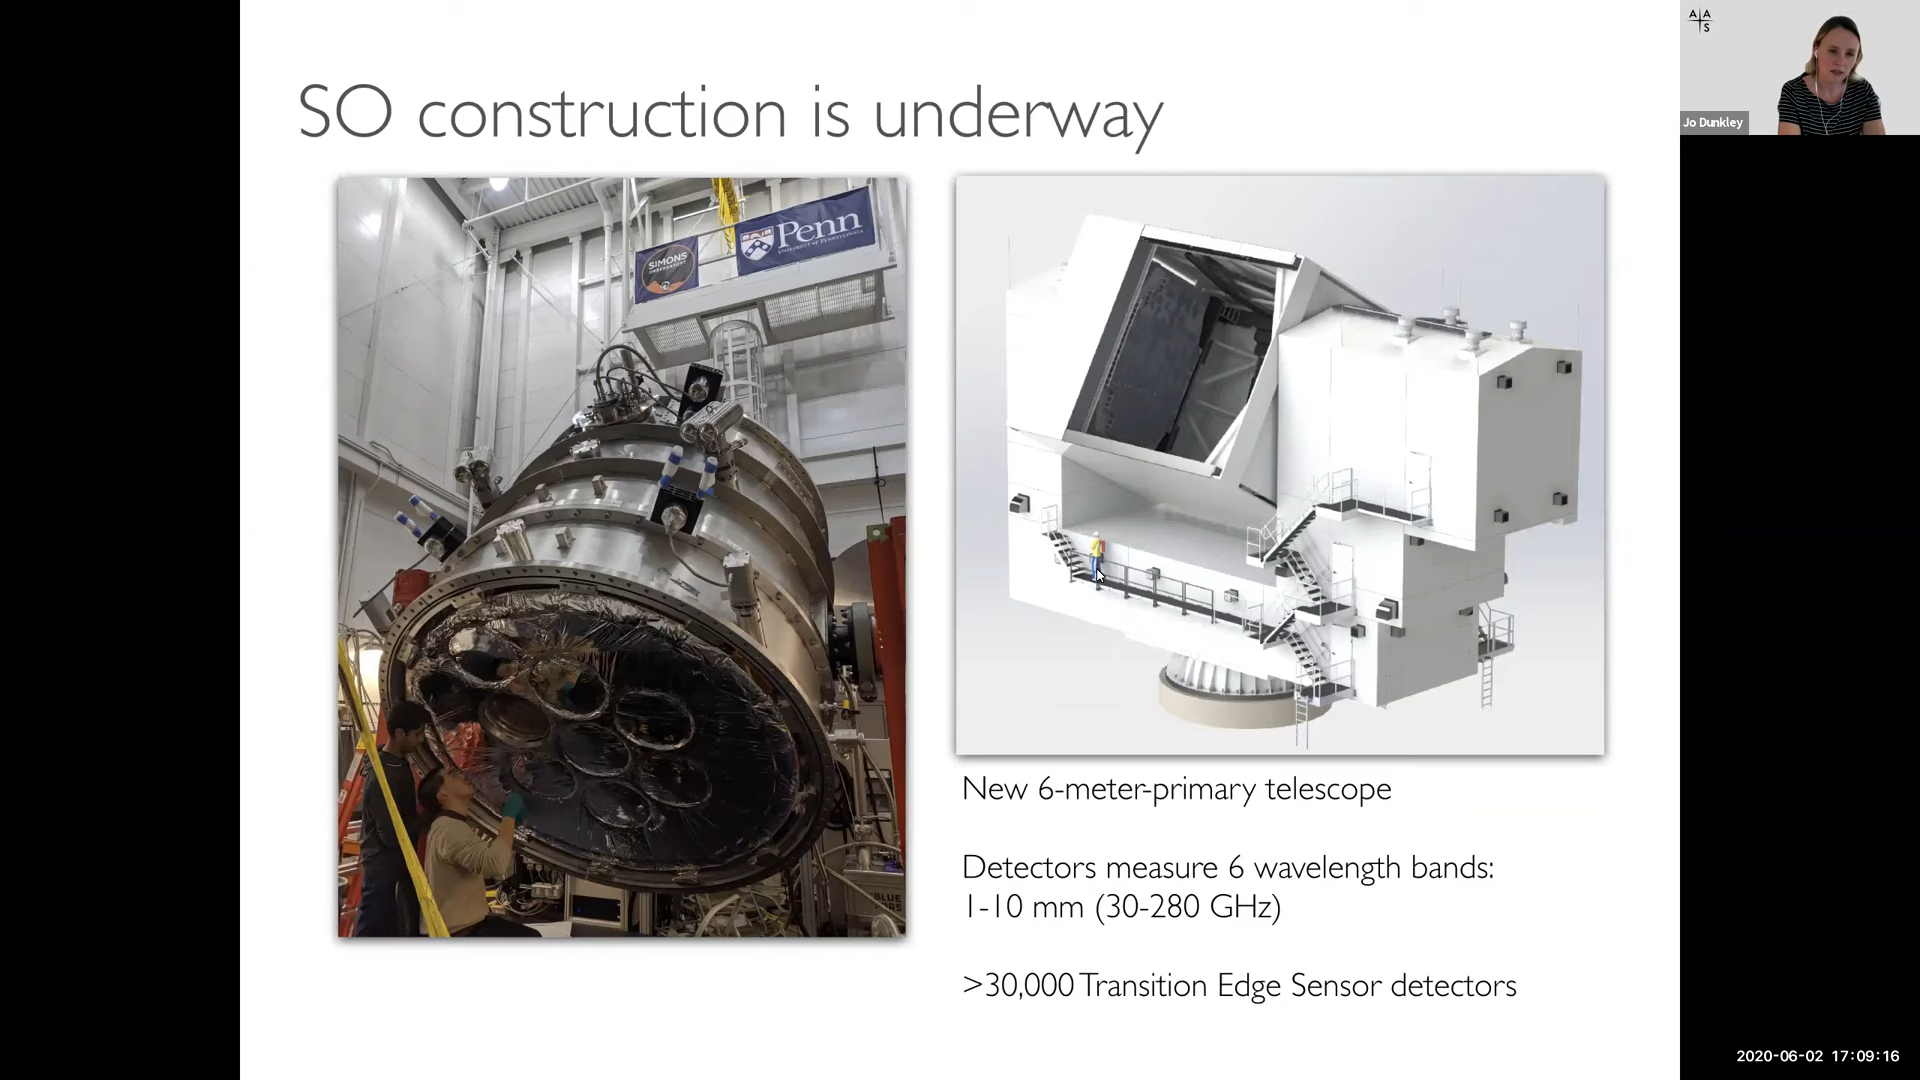 SO construction is underway
A A
S
Jo Dunkley
SIMONS
OBSERVATORY
Penn
UNIVERSITY OF PENNSYLVANIA
BLUE
New 6-meter-primary telescope
Detectors measure 6 wavelength bands:
1-10 mm (30-280 GHz)
>30,000 Transition Edge Sensor detectors
2020-06-02 17:09:16